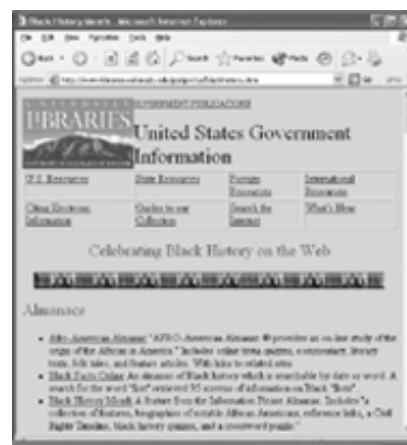 Black History Month - Microsoft Internet Explorer
File Edit View Favorites Tools Help
Back Search Favorites Media
Address
UNIVERSITY
LIBRARIES
GOVERNMENT PUBLICATIONS
United States Government
Information
U.S. Resources State Resources Foreign
Resources International
Resources
Citing Electronic
Information Guides to our
Collection Search the
Internet What's New
Celebrating Black History on the Web
Almanacs
Afro-American Almanac "AFRO-American Almanac ® provides an on-line study of the
origin of the African in America." Includes online trivia quizzes, commentary, literary
texts, folk tales, and feature articles. With links to related sites.
Black Facts Online An almanac of Black history which is searchable by date or word. A
search for the word "first" retrieved 35 screens of information on Black "firsts".
Black History Month A feature from the Information Please Almanac. Includes "a
collection of features, biographies of notable African Americans, reference links, a Civil
Rights Timeline, black history quizzes, and a crossword puzzle."